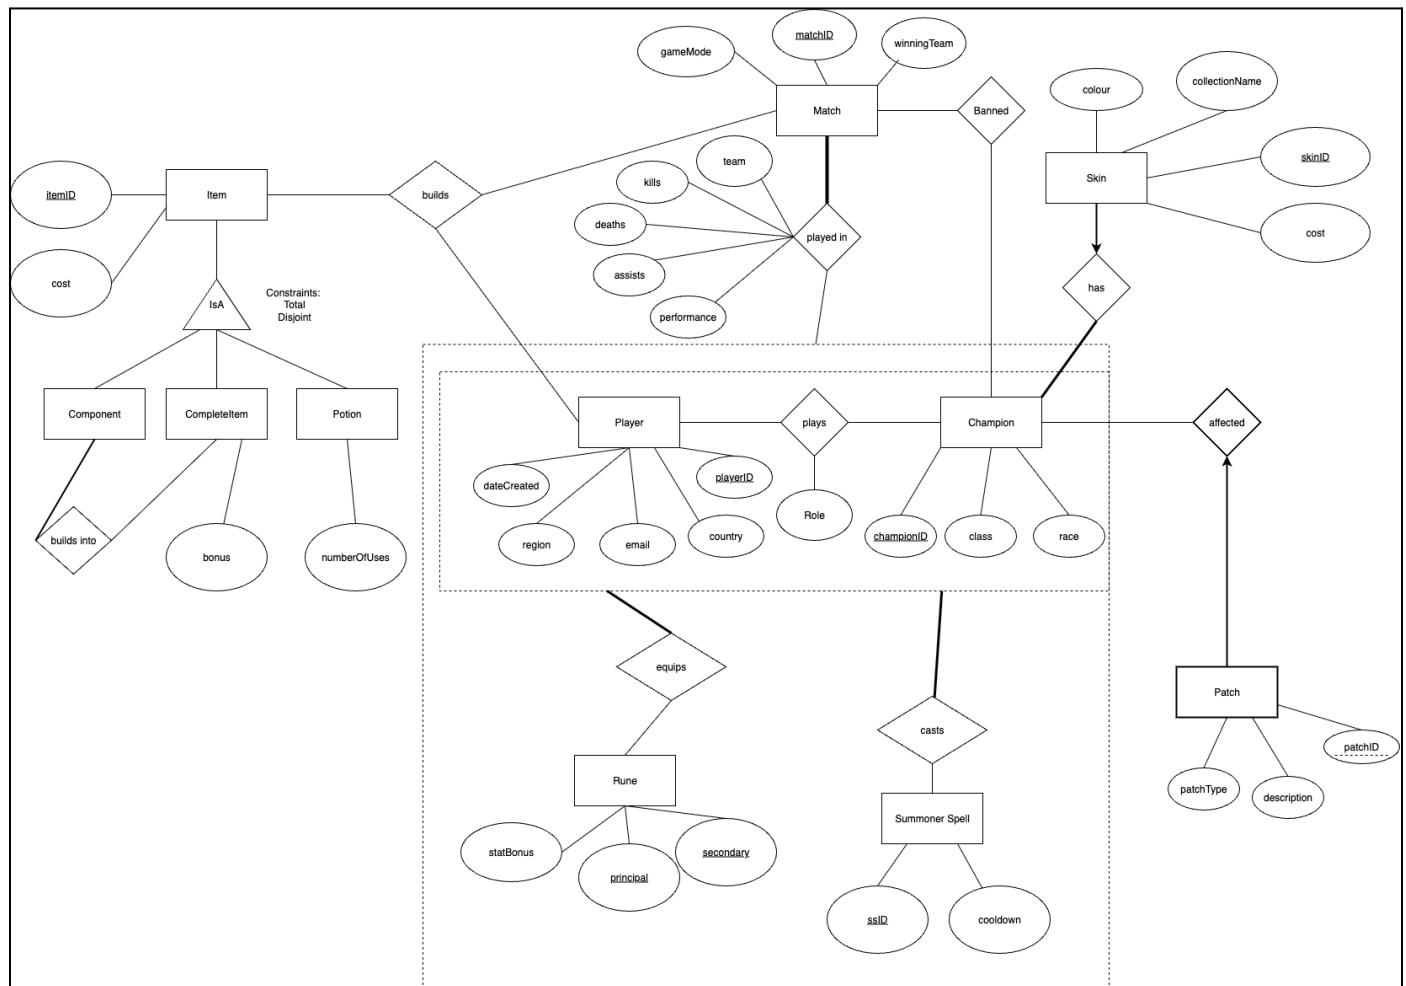 matchID
winningTeam
gameMode
collectionName
colour
Match
Banned
team
skinID
Skin
kills
itemID
Item
builds
deaths
played in
cost
assists
has
cost
IsA
Constraints:
Total
Disjoint
performance
Component
CompleteItem
Potion
Player
plays
Champion
affected
playerID
dateCreated
Role
country
championID
class
race
region
email
builds into
bonus
numberOfUses
equips
Patch
casts
patchID
Rune
patchType
description
Summoner Spell
statBonus
secondary
principal
ssID
cooldown